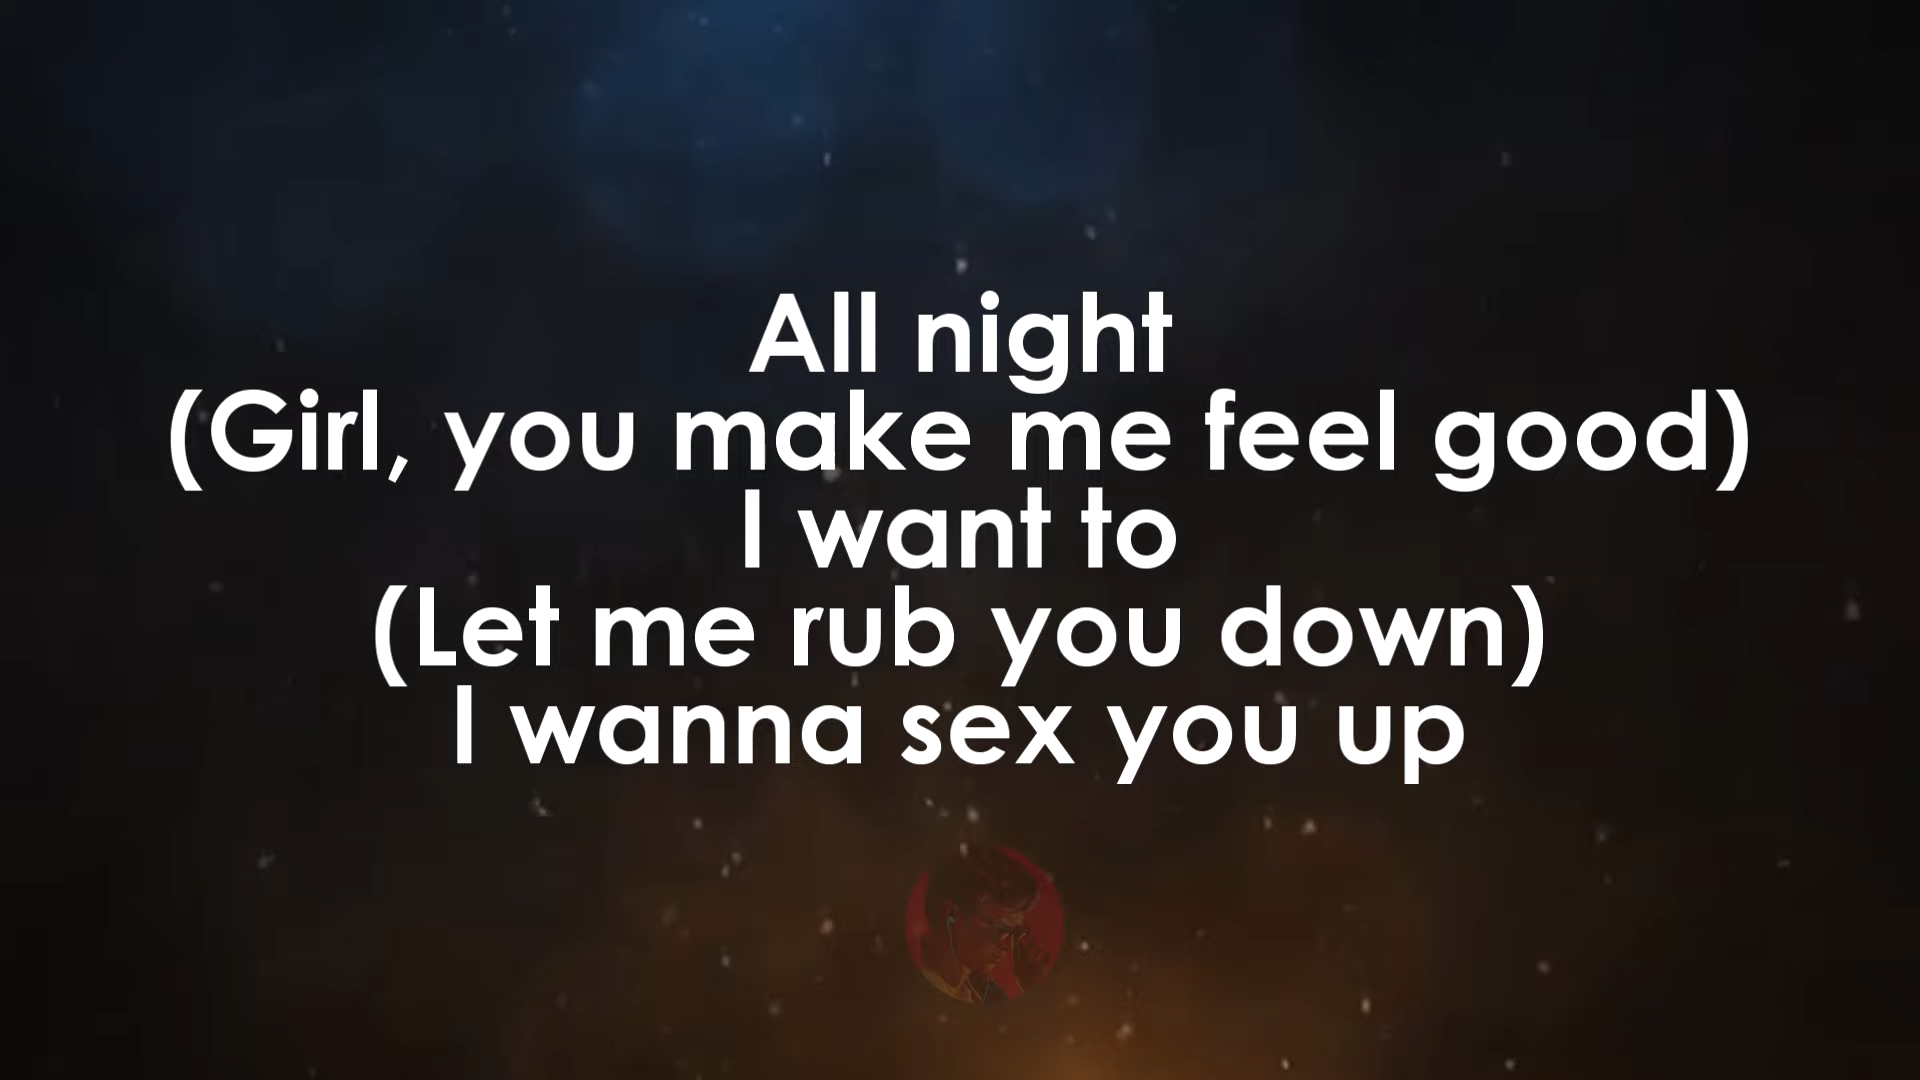 All night
(Girl, you make me feel good)
I want to
(Let me rub you down)
I wanna sex you up